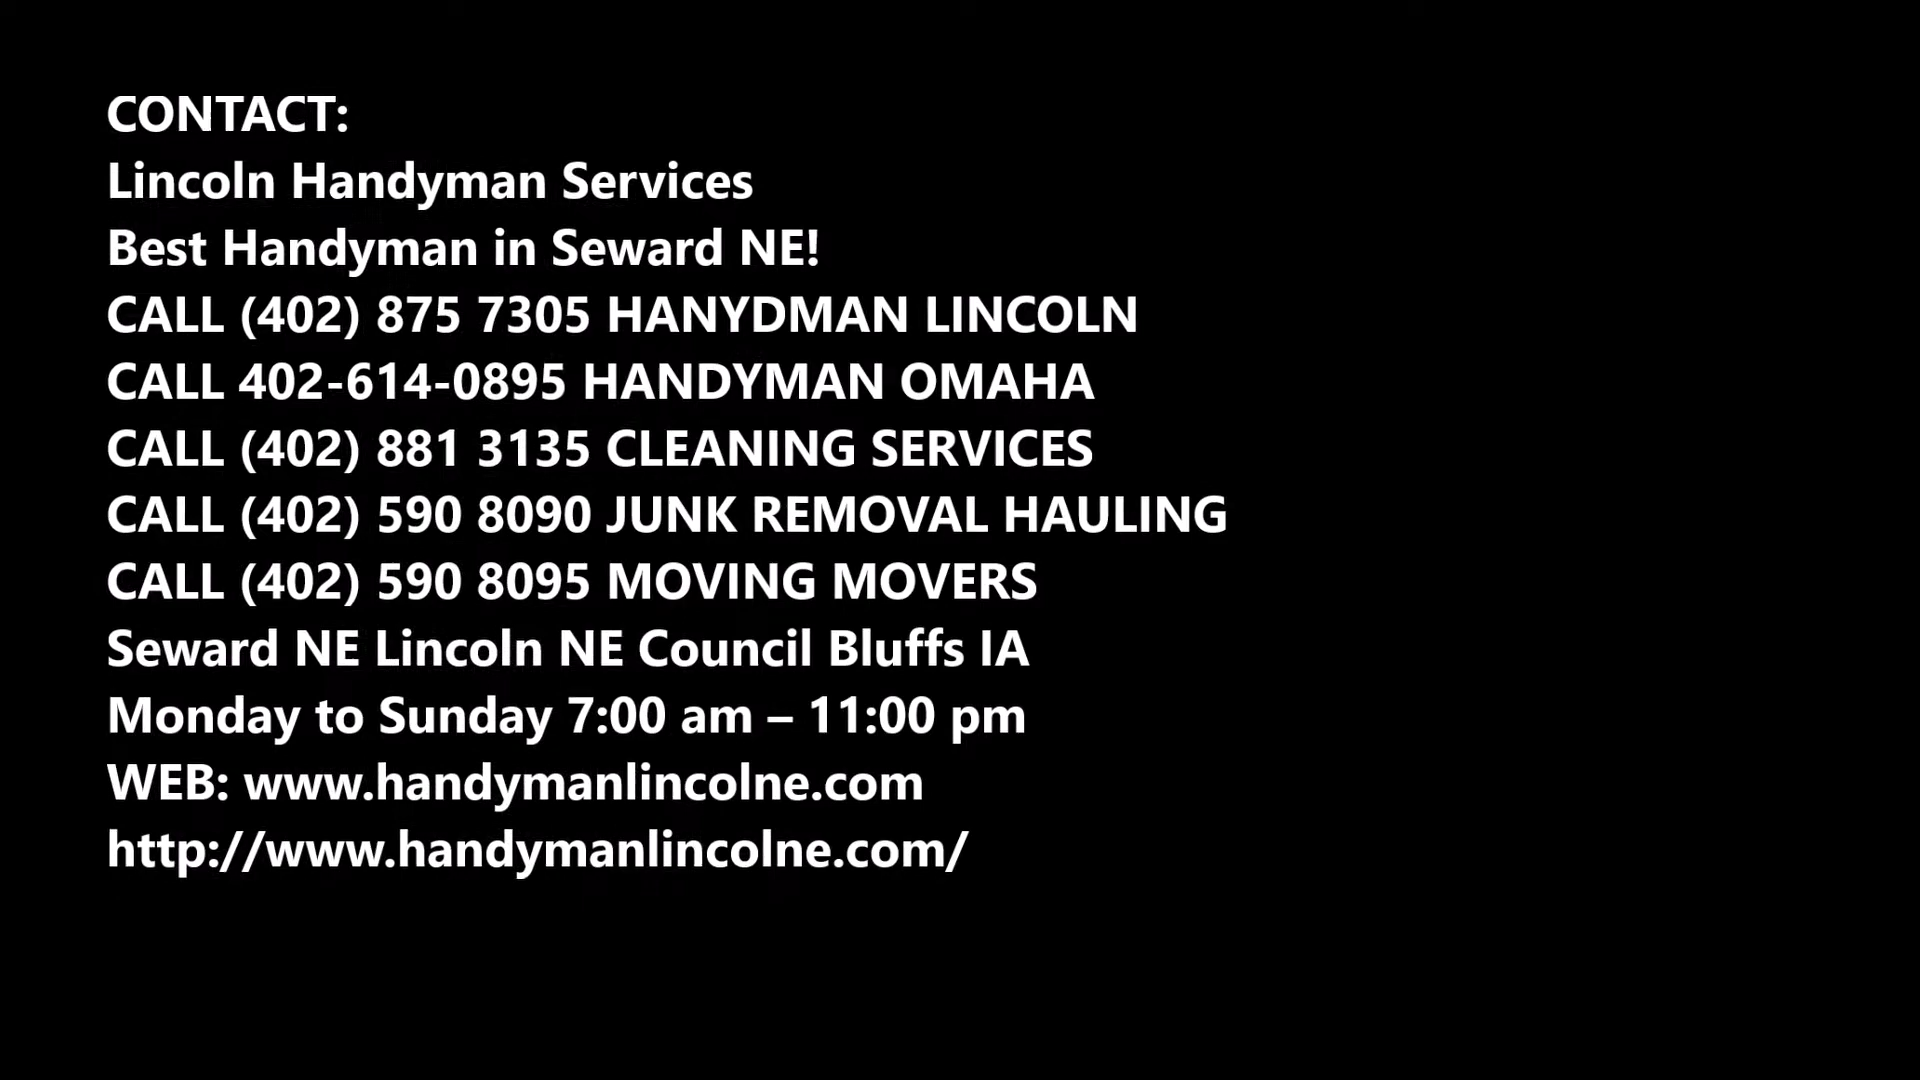 CONTACT:
Lincoln Handyman Services
Best Handyman in Seward NE!
CALL (402) 875 7305 HANYDMAN LINCOLN
CALL 402-614-0895 HANDYMAN OMAHA
CALL (402) 881 3135 CLEANING SERVICES
CALL (402) 590 8090 JUNK REMOVAL HAULING
CALL (402) 590 8095 MOVING MOVERS
Seward NE Lincoln NE Council Bluffs IA
Monday to Sunday 7:00 am – 11:00 pm
WEB: www.handymanlincolne.com
http://www.handymanlincolne.com/